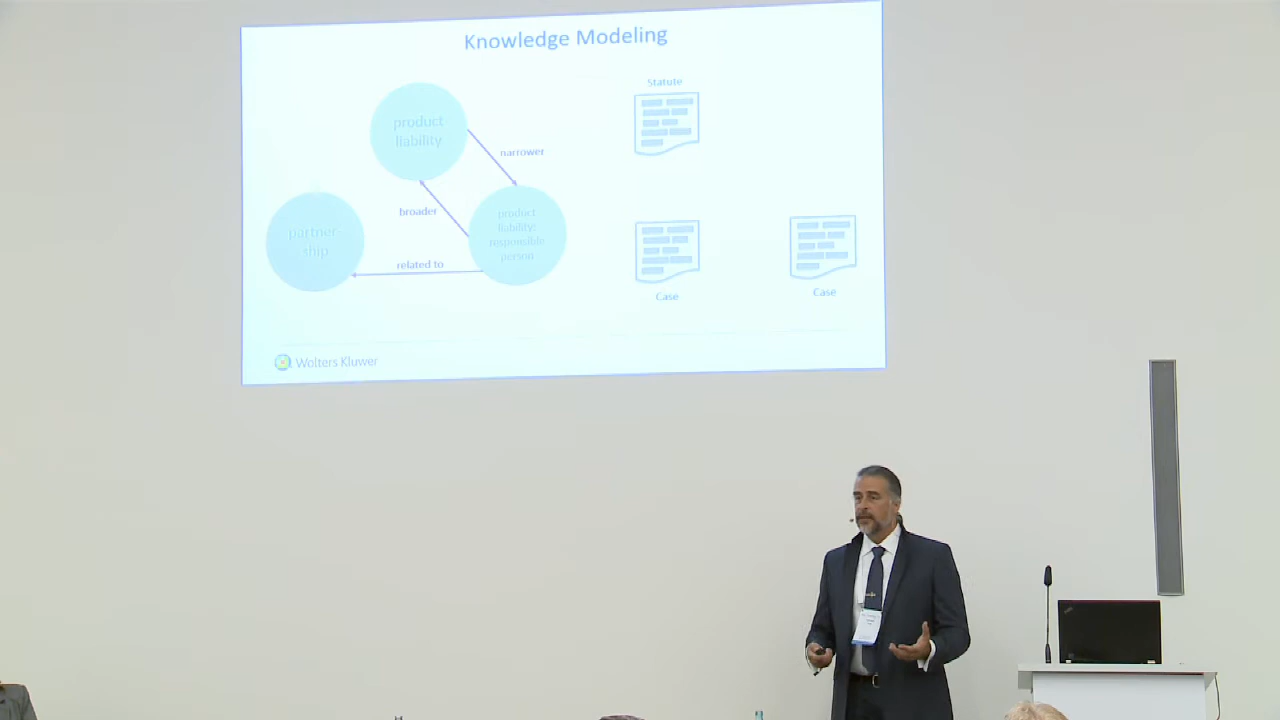 Knowledge Modeling
Statute
product
liability
narrower
broader
product
liability:
responsible
person
partner-
ship
related to
Case
Case
Wolters Kluwer